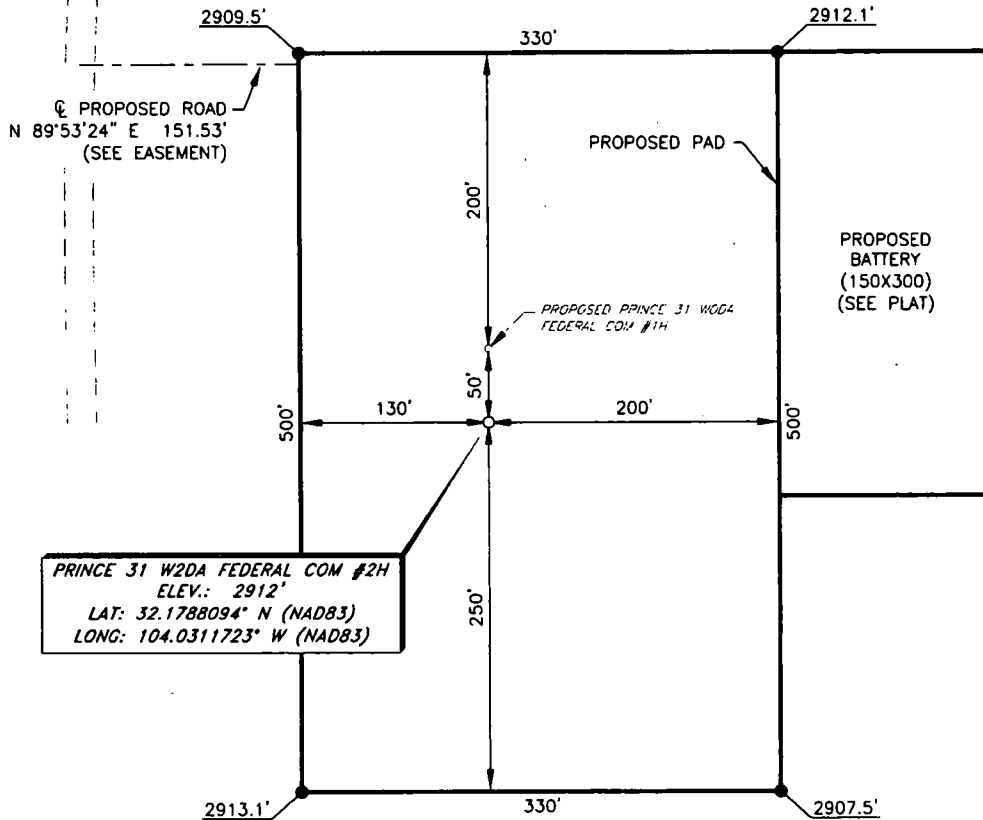 2909.5'
2912.1'
330'
℄ PROPOSED ROAD
N 89°53'24" E 151.53'
(SEE EASEMENT)
PROPOSED PAD
200'
PROPOSED
BATTERY
(150X300)
(SEE PLAT)
PROPOSED PRINCE 31 W0DA
FEDERAL COM #1H
50'
130'
200'
500'
500'
PRINCE 31 W2DA FEDERAL COM #2H
ELEV.: 2912'
LAT: 32.1788094° N (NAD83)
LONG: 104.0311723° W (NAD83)
250'
2913.1'
330'
2907.5'